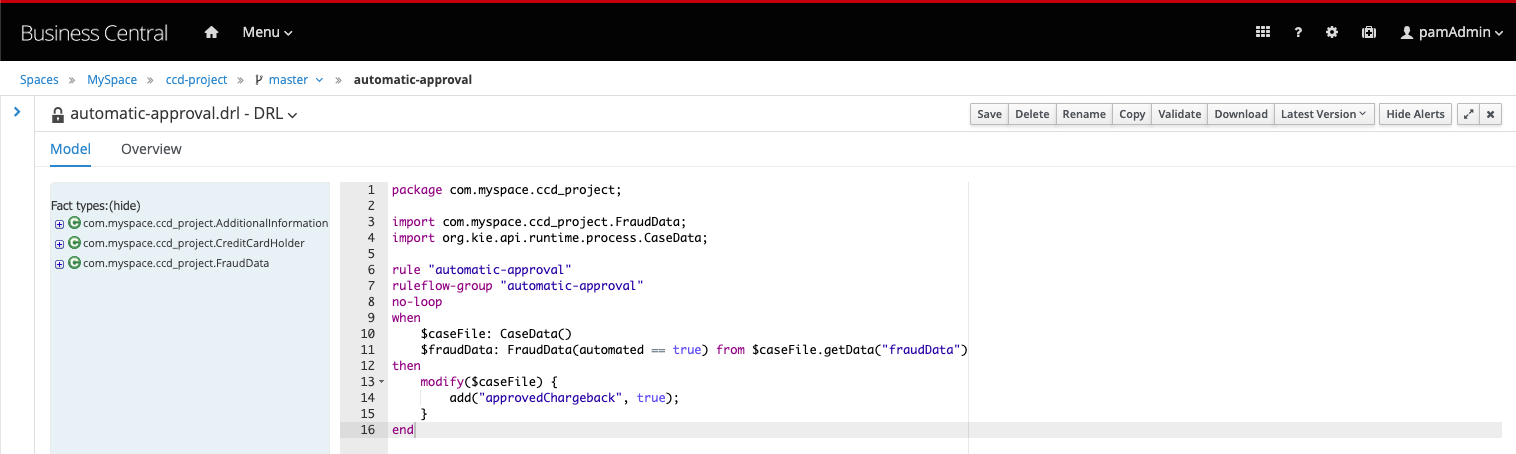 Business Central Menu ? pamAdmin
Spaces » MySpace » ccd-project » master » automatic-approval
automatic-approval.drl - DRL Save Delete Rename Copy Validate Download Latest Version Hide Alerts
Model Overview
Fact types:(hide)
com.myspace.ccd_project.AdditionalInformation
com.myspace.ccd_project.CreditCardHolder
com.myspace.ccd_project.FraudData
1 package com.myspace.ccd_project;
2
3 import com.myspace.ccd_project.FraudData;
4 import org.kie.api.runtime.process.CaseData;
5
6 rule "automatic-approval"
7 ruleflow-group "automatic-approval"
8 no-loop
9 when
10     $caseFile: CaseData()
11     $fraudData: FraudData(automated == true) from $caseFile.getData("fraudData")
12 then
13     modify($caseFile) {
14         add("approvedChargeback", true);
15     }
16 end